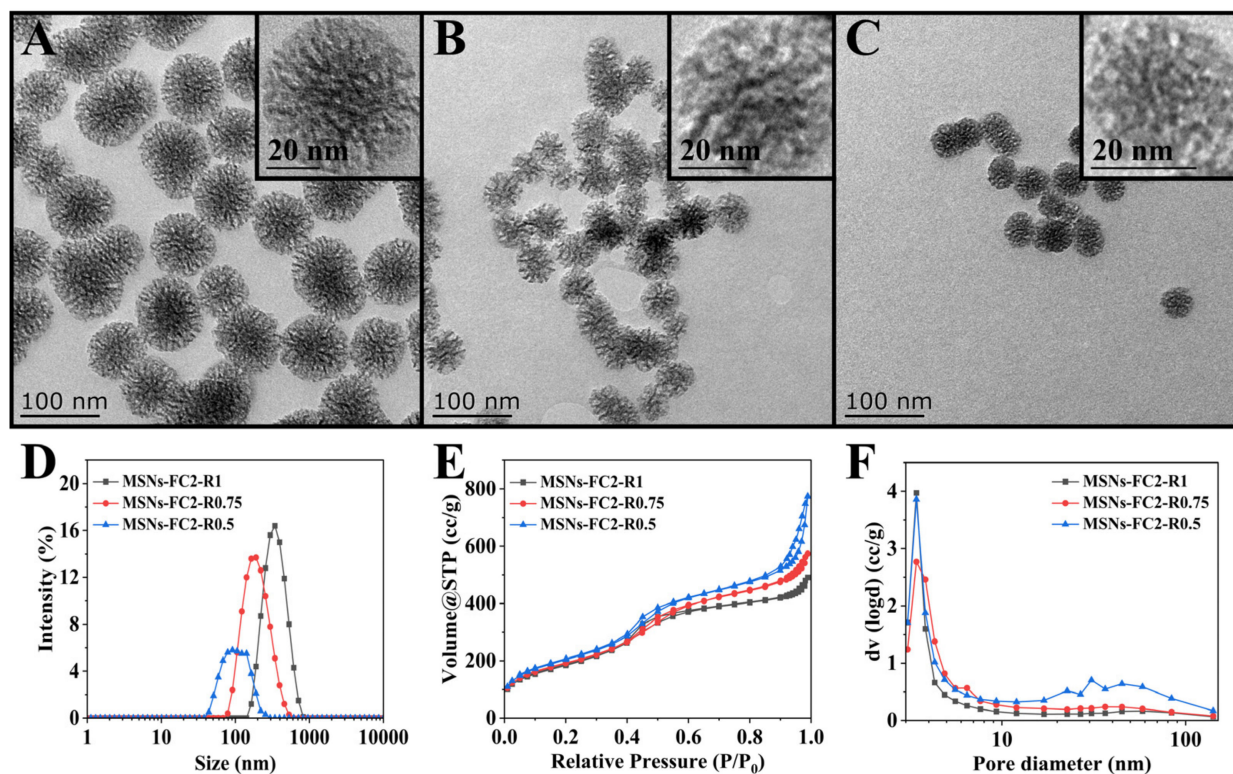 A
20 nm
100 nm
B
20 nm
100 nm
C
20 nm
100 nm
D
MSNs-FC2-R1
MSNs-FC2-R0.75
MSNs-FC2-R0.5
Intensity (%)
20
16
12
8
4
0
1 10 100 1000 10000
Size (nm)
E
MSNs-FC2-R1
MSNs-FC2-R0.75
MSNs-FC2-R0.5
Volume@STP (cc/g)
800
600
400
200
0
0.0 0.2 0.4 0.6 0.8 1.0
Relative Pressure (P/P₀)
F
MSNs-FC2-R1
MSNs-FC2-R0.75
MSNs-FC2-R0.5
dv (logd) (cc/g)
5
4
3
2
1
0
10 100
Pore diameter (nm)